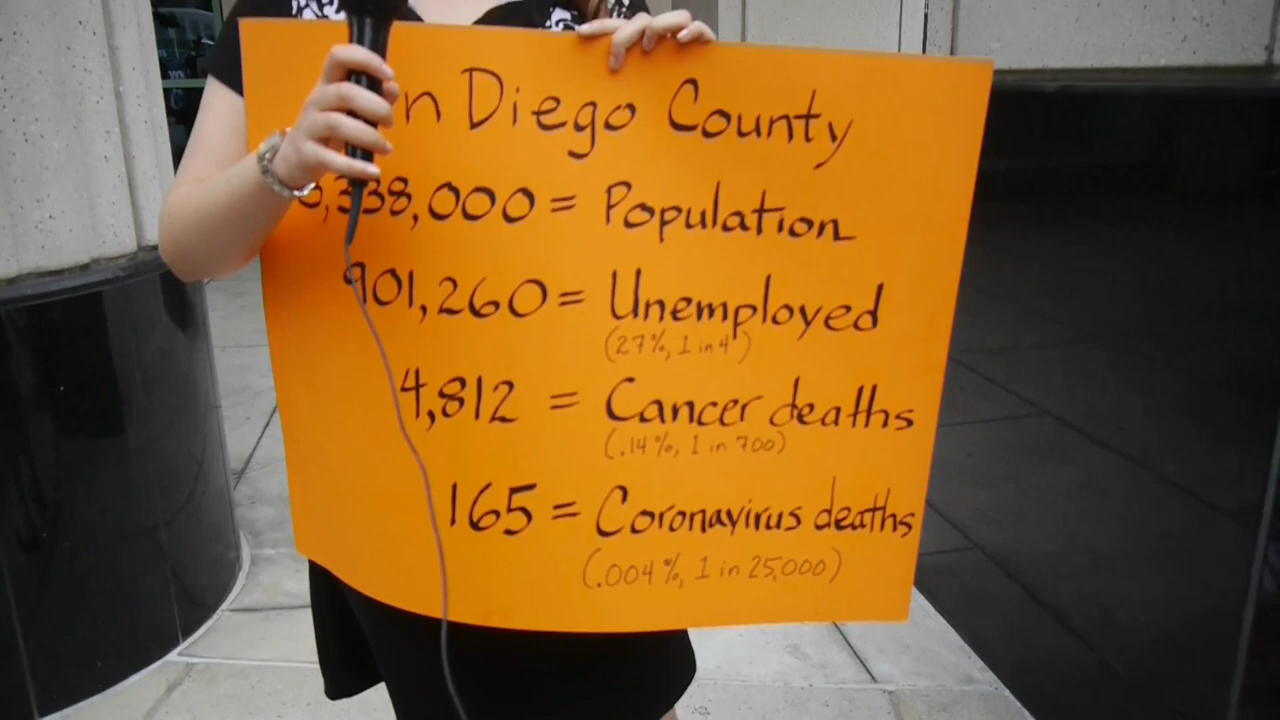 n Diego County
3,338,000 = Population
901,260 = Unemployed
(27%, 1 in 4)
4,812 = Cancer deaths
(.14%, 1 in 700)
165 = Coronavirus deaths
(.004%, 1 in 25,000)